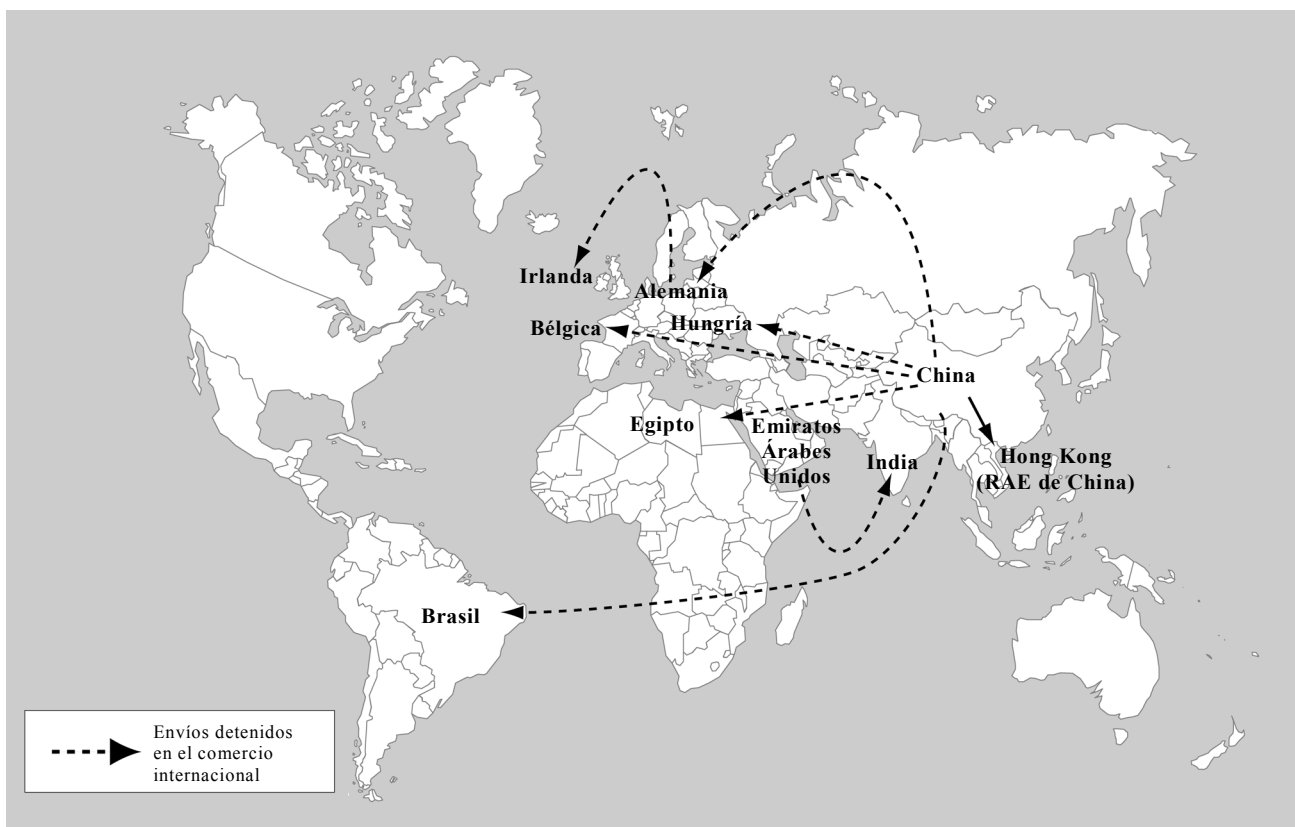 Irlanda
Alemania
Bélgica
Hungría
China
Egipto
Emiratos
Árabes
Unidos
India
Hong Kong
(RAE de China)
Brasil
Envíos detenidos
en el comercio
internacional